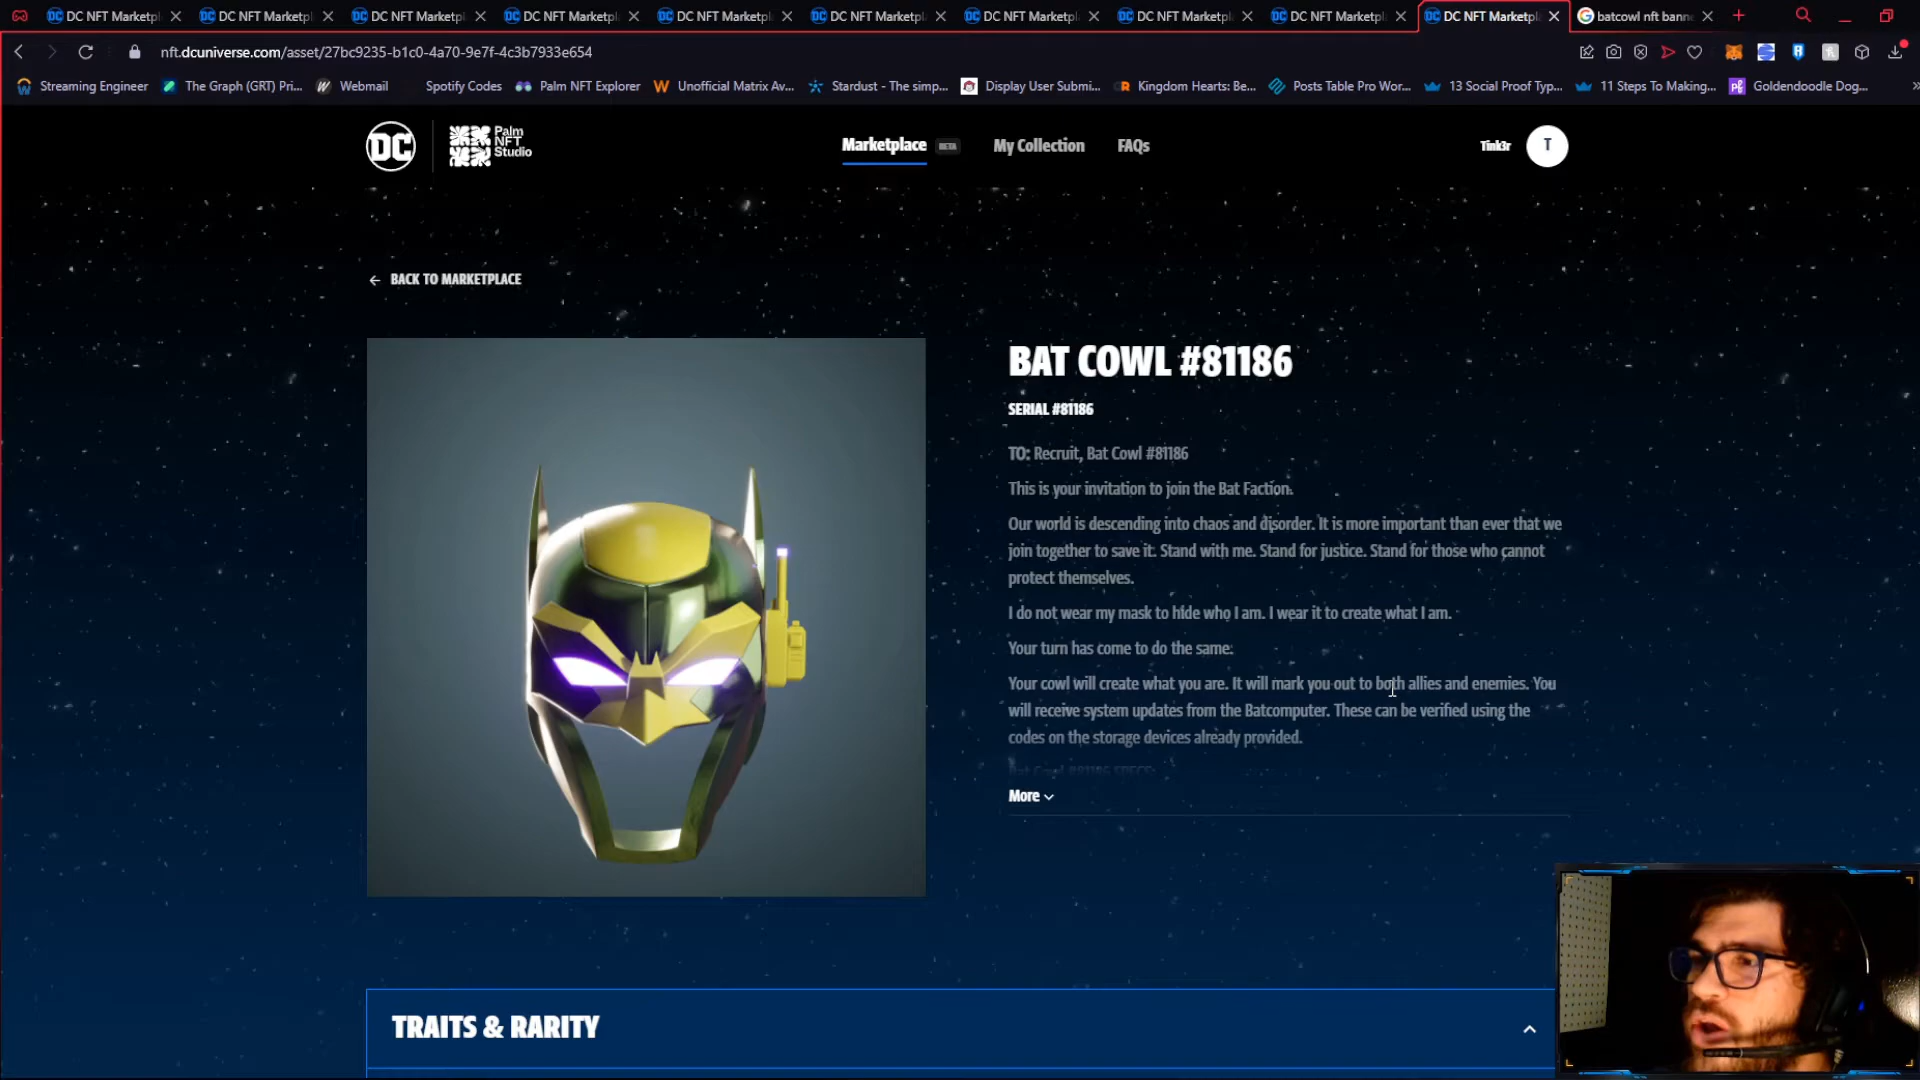 DC NFT Marketpl
DC NFT Marketpl
DC NFT Marketpl
DC NFT Marketpl
DC NFT Marketpl
DC NFT Marketpl
DC NFT Marketpl
DC NFT Marketpl
DC NFT Marketpl
DC NFT Marketpl
batcowl nft bann
nft.dcuniverse.com/asset/27bc9235-b1c0-4a70-9e7f-4c3b7933e654
Streaming Engineer
The Graph (GRT) Pri...
Webmail
Spotify Codes
Palm NFT Explorer
Unofficial Matrix Av...
Stardust - The simp...
Display User Submi...
Kingdom Hearts: Be...
Posts Table Pro Wor...
13 Social Proof Typ...
11 Steps To Making...
Goldendoodle Dog...
DC
Palm
NFT
Studio
Marketplace BETA
My Collection
FAQs
Tink3r
T
BACK TO MARKETPLACE
BAT COWL #81186
SERIAL #81186
TO: Recruit, Bat Cowl #81186
This is your invitation to join the Bat Faction.
Our world is descending into chaos and disorder. It is more important than ever that we
join together to save it. Stand with me. Stand for justice. Stand for those who cannot
protect themselves.
I do not wear my mask to hide who I am. I wear it to create what I am.
Your turn has come to do the same.
Your cowl will create what you are. It will mark you out to both allies and enemies. You
will receive system updates from the Batcomputer. These can be verified using the
codes on the storage devices already provided.
Bat Cowl #81186 SPECS:
More
TRAITS & RARITY